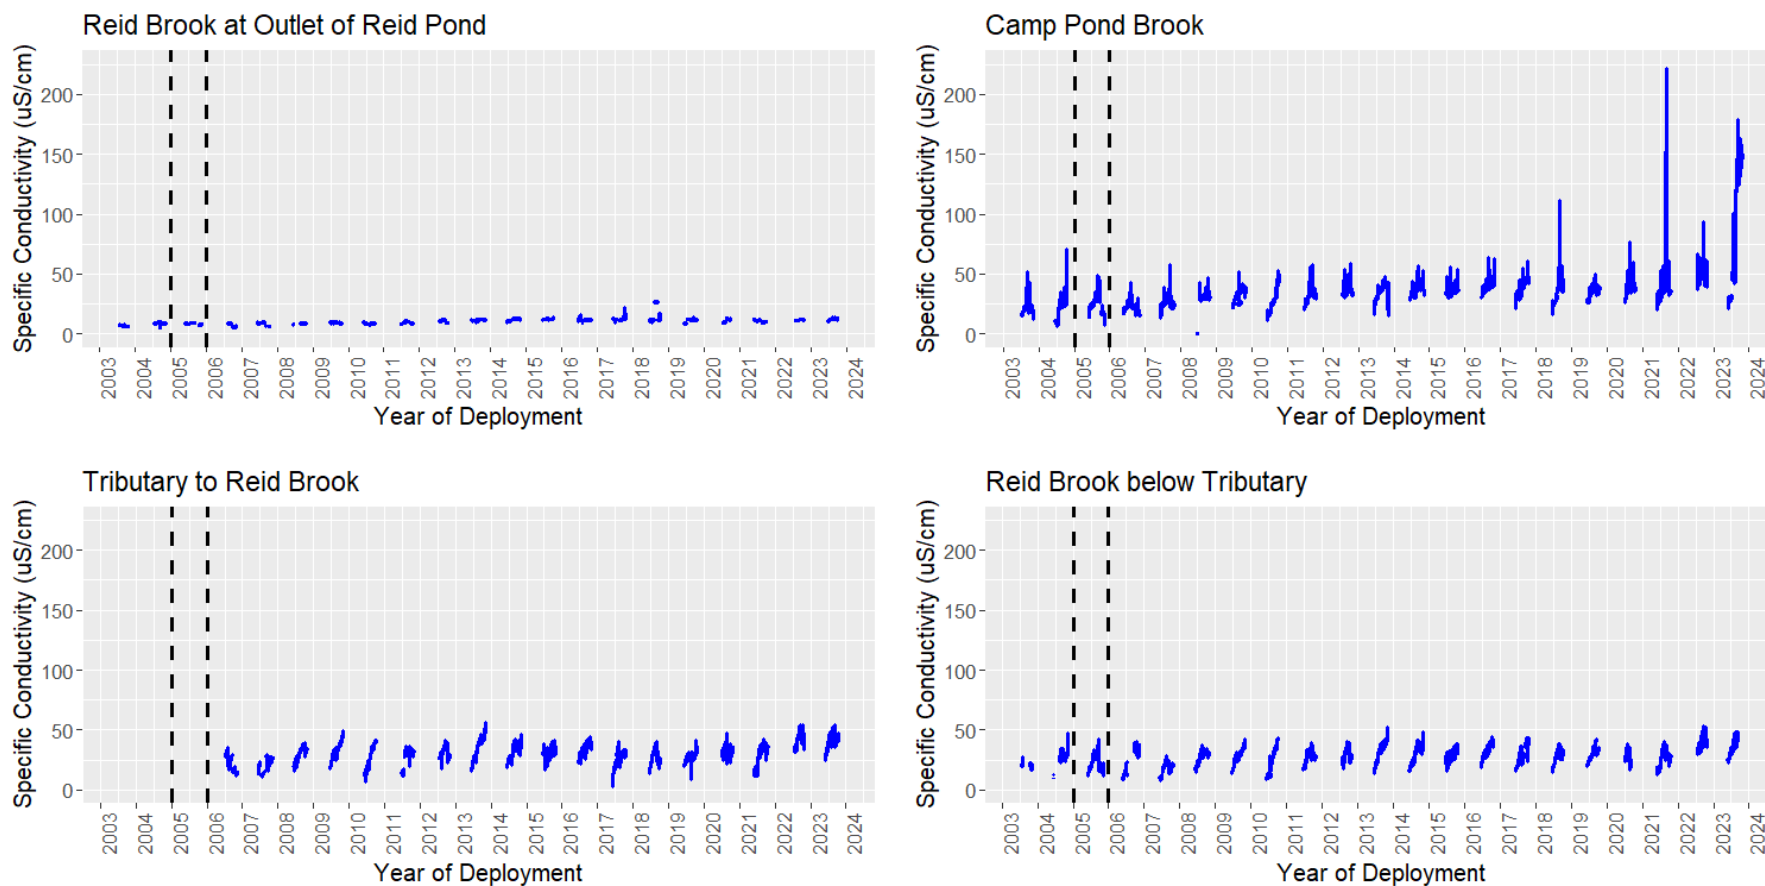 Reid Brook at Outlet of Reid Pond
Specific Conductivity (uS/cm)
200
150
100
50
0
2003 2004 2005 2006 2007 2008 2009 2010 2011 2012 2013 2014 2015 2016 2017 2018 2019 2020 2021 2022 2023 2024
Year of Deployment
Camp Pond Brook
Specific Conductivity (uS/cm)
200
150
100
50
0
2003 2004 2005 2006 2007 2008 2009 2010 2011 2012 2013 2014 2015 2016 2017 2018 2019 2020 2021 2022 2023 2024
Year of Deployment
Tributary to Reid Brook
Specific Conductivity (uS/cm)
200
150
100
50
0
2003 2004 2005 2006 2007 2008 2009 2010 2011 2012 2013 2014 2015 2016 2017 2018 2019 2020 2021 2022 2023 2024
Year of Deployment
Reid Brook below Tributary
Specific Conductivity (uS/cm)
200
150
100
50
0
2003 2004 2005 2006 2007 2008 2009 2010 2011 2012 2013 2014 2015 2016 2017 2018 2019 2020 2021 2022 2023 2024
Year of Deployment